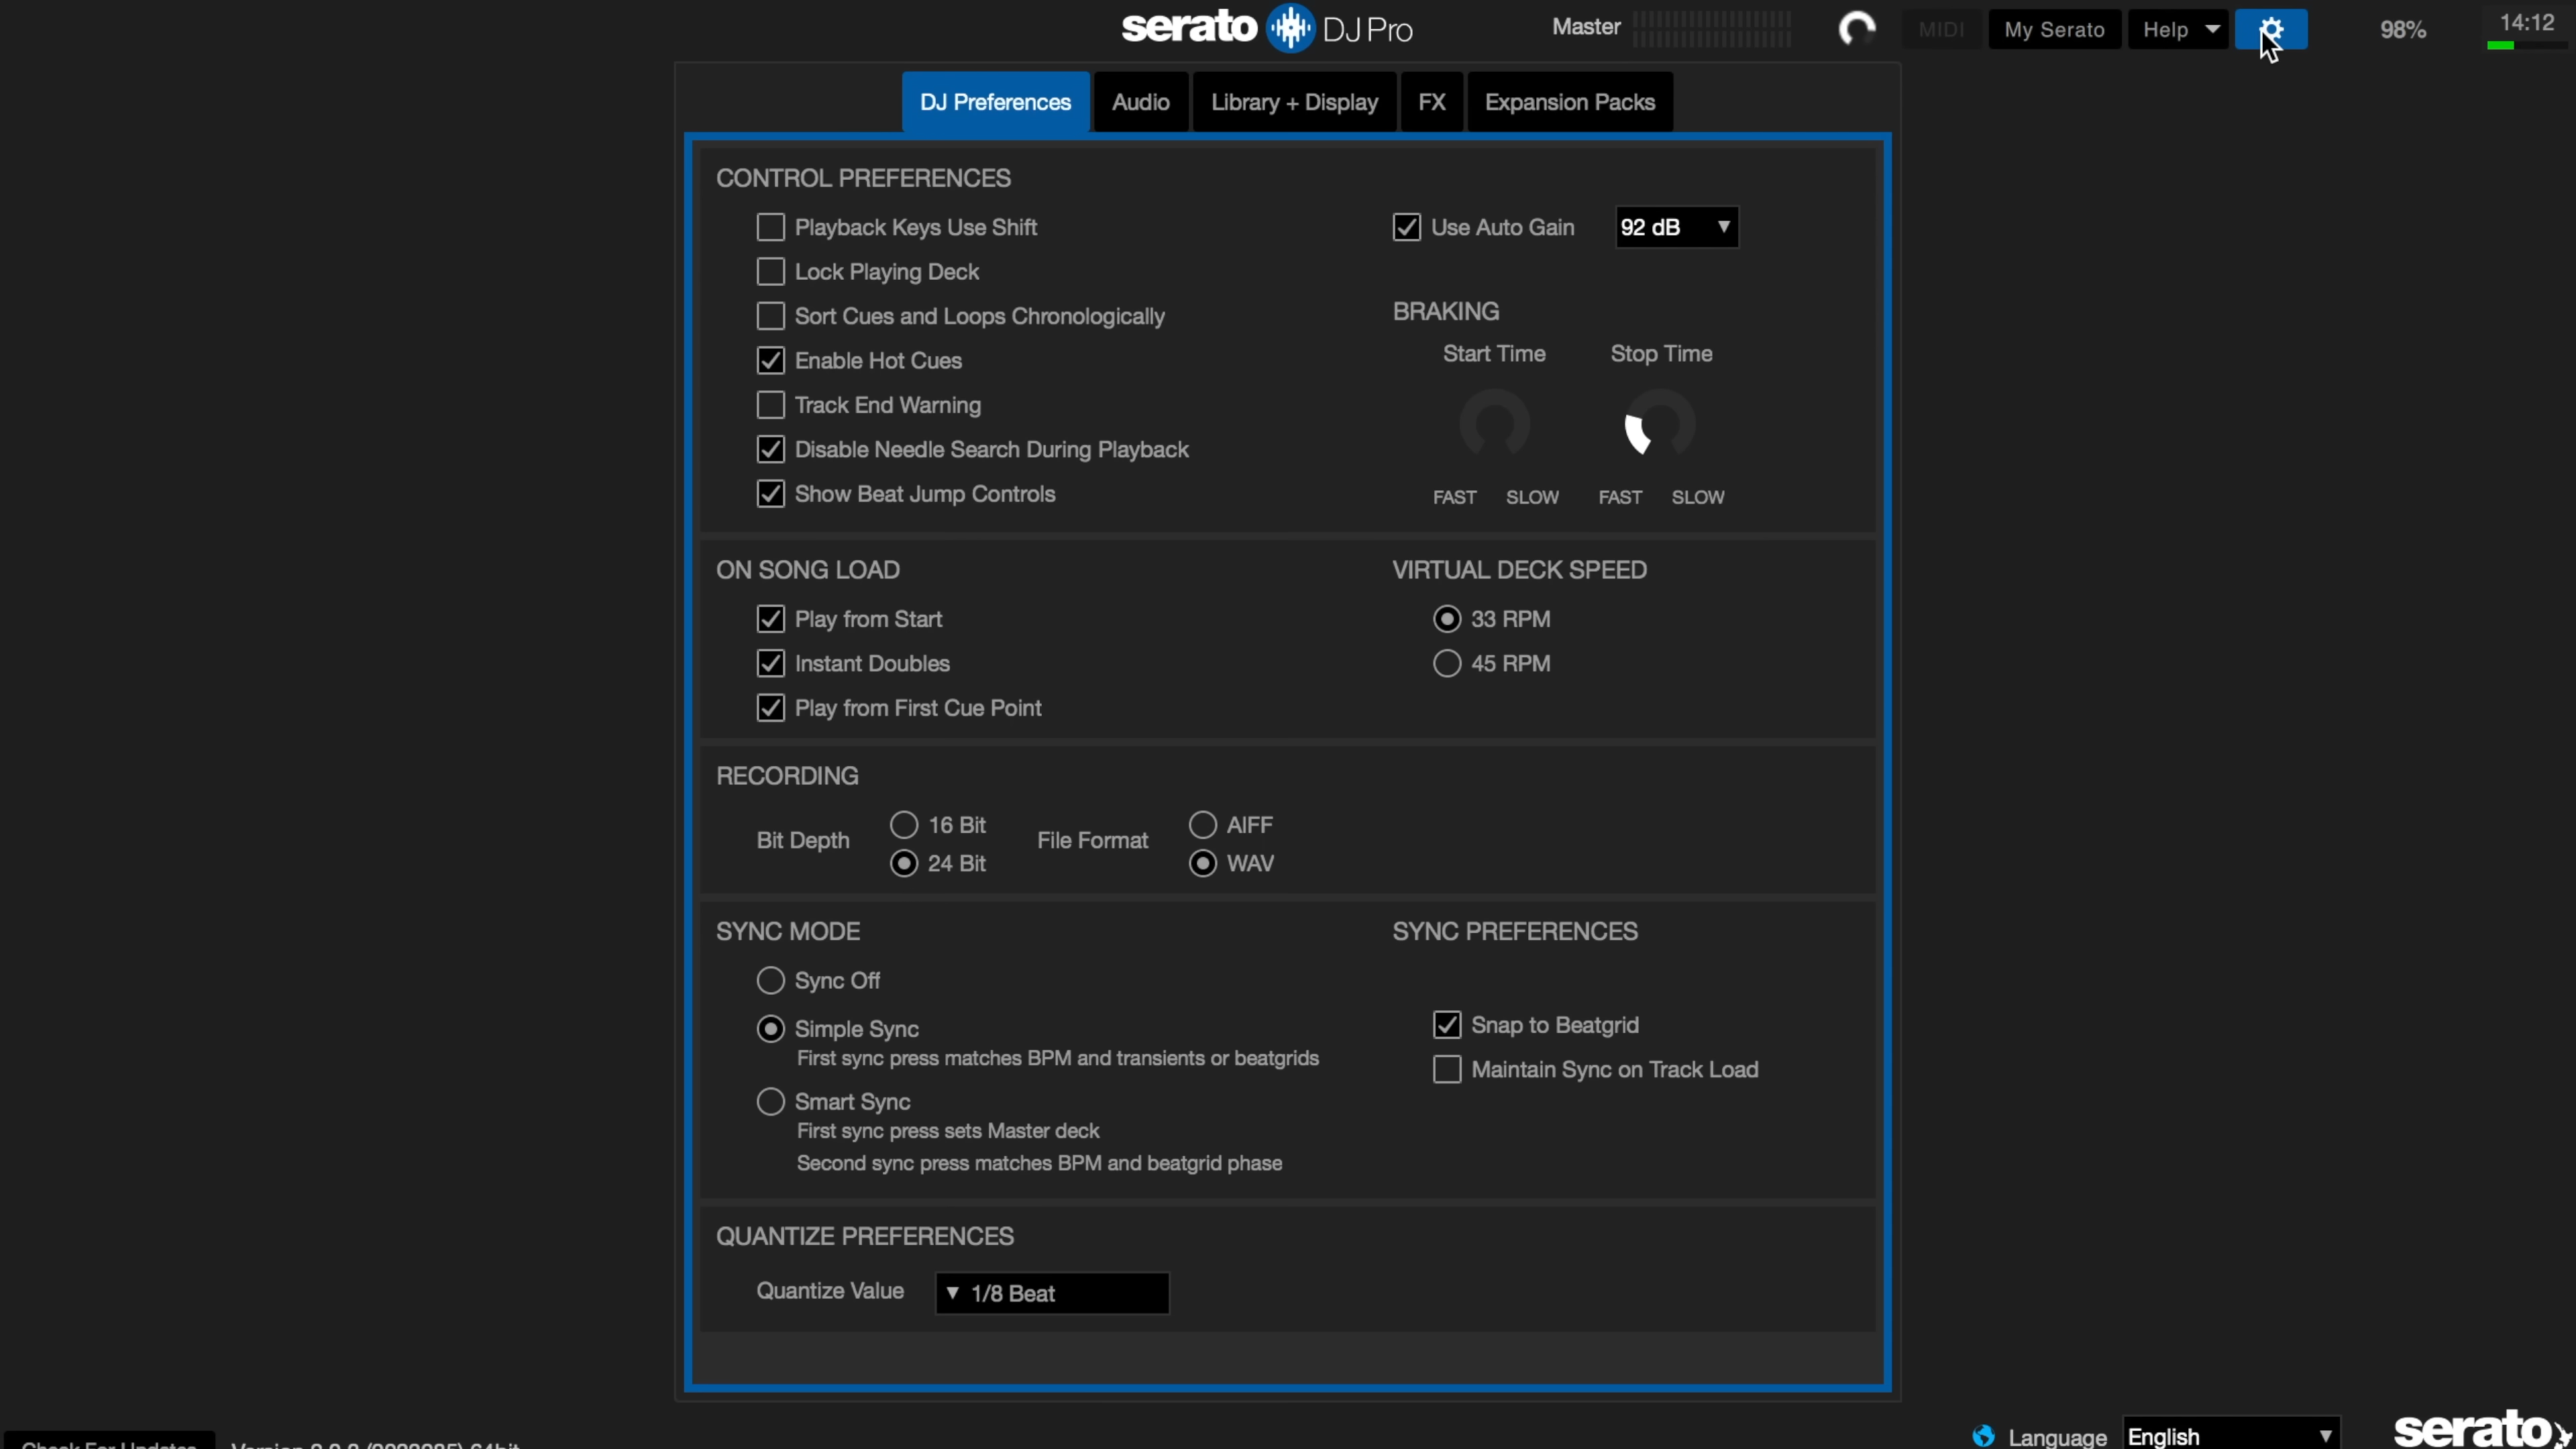 serato DJ Pro
Master
MIDI
My Serato
Help
98%
14:12
DJ Preferences
Audio
Library + Display
FX
Expansion Packs
CONTROL PREFERENCES
Playback Keys Use Shift
Lock Playing Deck
Sort Cues and Loops Chronologically
Enable Hot Cues
Track End Warning
Disable Needle Search During Playback
Show Beat Jump Controls
Use Auto Gain
92 dB
BRAKING
Start Time
Stop Time
FAST SLOW
FAST SLOW
ON SONG LOAD
Play from Start
Instant Doubles
Play from First Cue Point
VIRTUAL DECK SPEED
33 RPM
45 RPM
RECORDING
Bit Depth
16 Bit
24 Bit
File Format
AIFF
WAV
SYNC MODE
Sync Off
Simple Sync
First sync press matches BPM and transients or beatgrids
Smart Sync
First sync press sets Master deck
Second sync press matches BPM and beatgrid phase
SYNC PREFERENCES
Snap to Beatgrid
Maintain Sync on Track Load
QUANTIZE PREFERENCES
Quantize Value
1/8 Beat
Check For Updates
Version
64bit
Language
English
serato